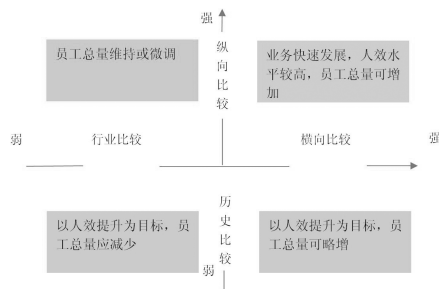 强
员工总量维持或微调
纵向比较
业务快速发展，人效水
平较高，员工总量可增
加
弱
行业比较
横向比较
强
以人效提升为目标，员
工总量应减少
历史比较
以人效提升为目标，员
工总量可略增
弱